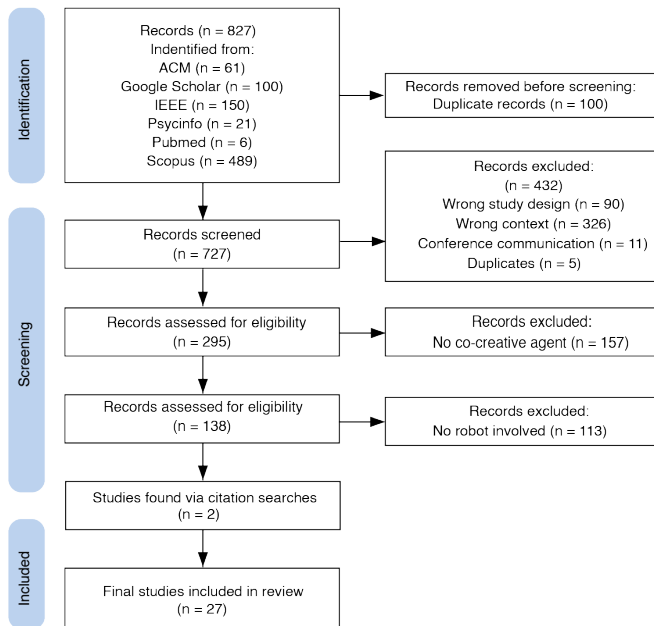 Identification
Records (n = 827)
Indentified from:
ACM (n = 61)
Google Scholar (n = 100)
IEEE (n = 150)
Psycinfo (n = 21)
Pubmed (n = 6)
Scopus (n = 489)
Records removed before screening:
Duplicate records (n = 100)
Screening
Records screened
(n = 727)
Records excluded:
(n = 432)
Wrong study design (n = 90)
Wrong context (n = 326)
Conference communication (n = 11)
Duplicates (n = 5)
Records assessed for eligibility
(n = 295)
Records excluded:
No co-creative agent (n = 157)
Records assessed for eligibility
(n = 138)
Records excluded:
No robot involved (n = 113)
Studies found via citation searches
(n = 2)
Included
Final studies included in review
(n = 27)